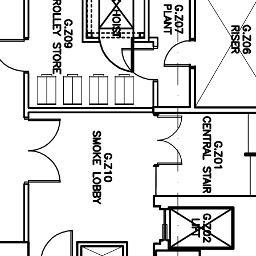 G.Z09
ROLLEY STORE
HOIST
G.Z07
PLANT
G.Z06
RISER
G.Z10
SMOKE LOBBY
G.Z01
CENTRAL STAIR
G.Z02
LIFT